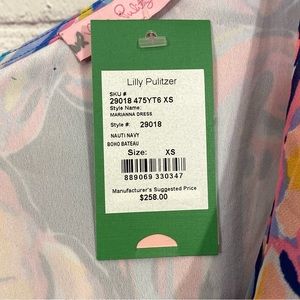 Lilly Pulitzer
SKU #
29018 475YT6 XS
Style Name:
MARIANNA DRESS
Style #: 29018
NAUTI NAVY
BOHO BATEAU
Size: XS
889069 330347
Manufacturer's Suggested Price
$258.00